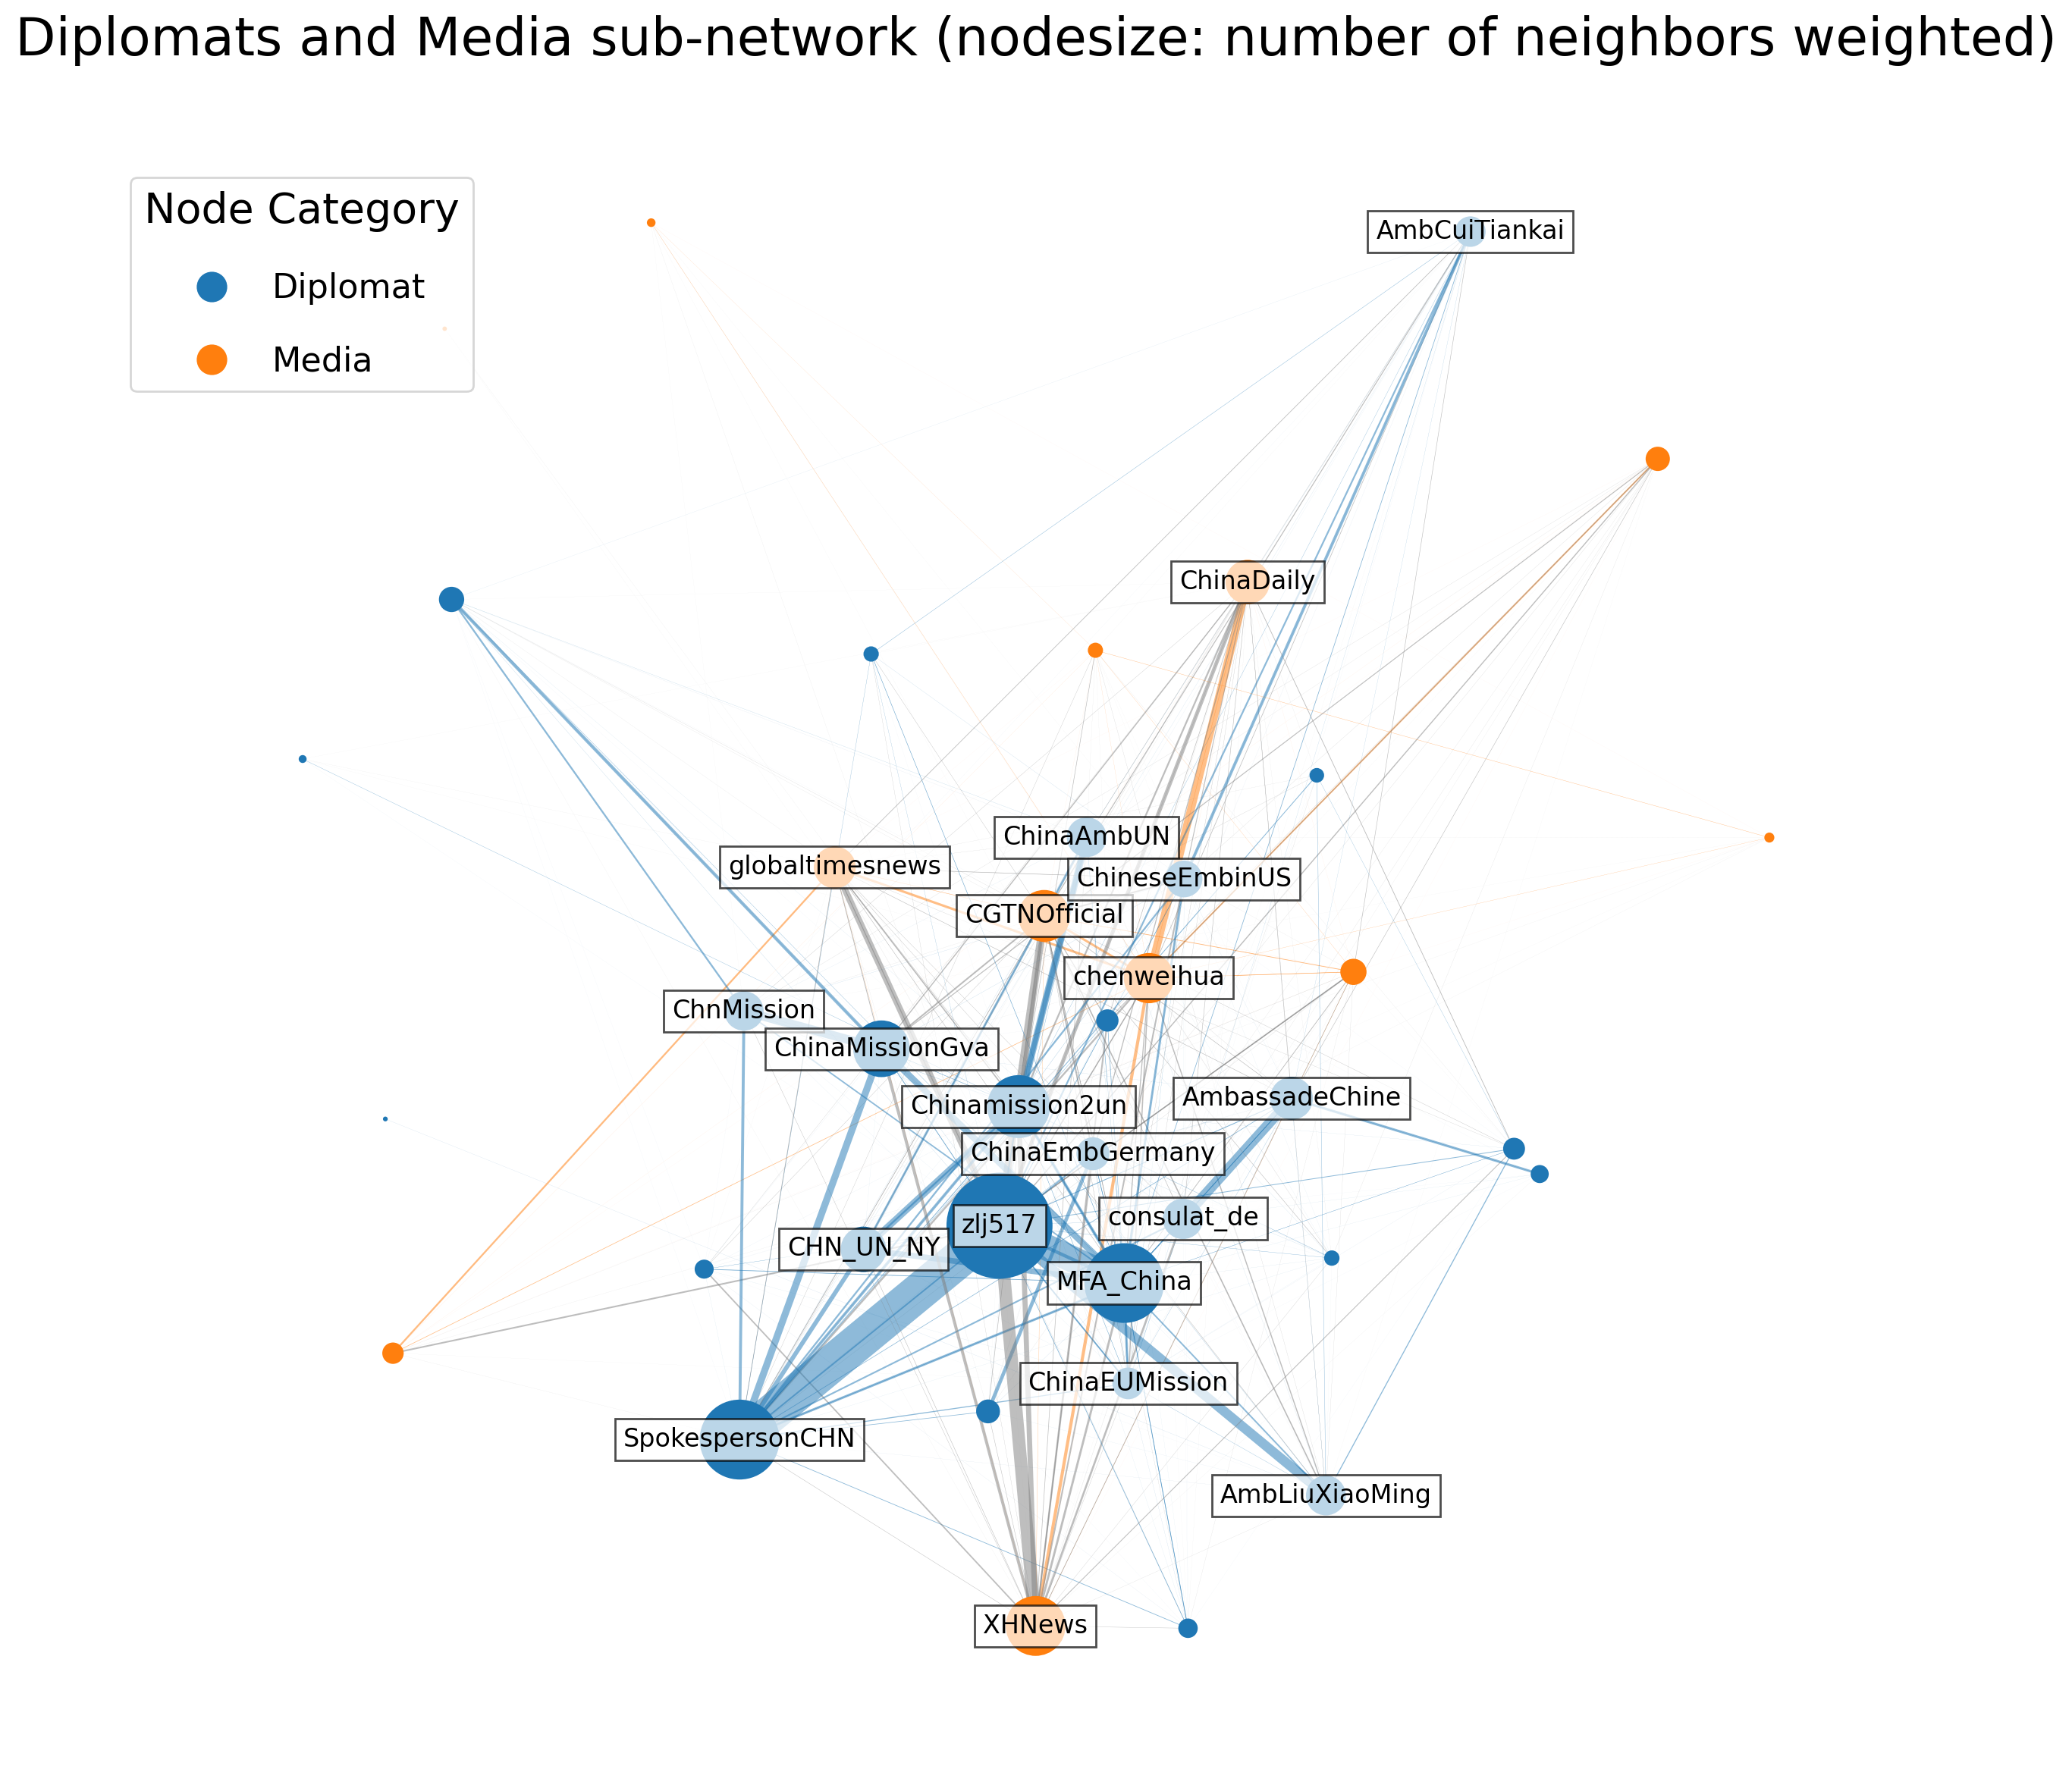 Diplomats and Media sub-network (nodesize: number of neighbors weighted)
Node Category
Diplomat
Media
AmbCuiTiankai
ChinaDaily
ChinaAmbUN
globaltimesnews
ChineseEmbinUS
CGTNOfficial
chenweihua
ChnMission
ChinaMissionGva
Chinamission2un
AmbassadeChine
ChinaEmbGermany
zlj517
consulat_de
CHN_UN_NY
MFA_China
ChinaEUMission
SpokespersonCHN
AmbLiuXiaoMing
XHNews